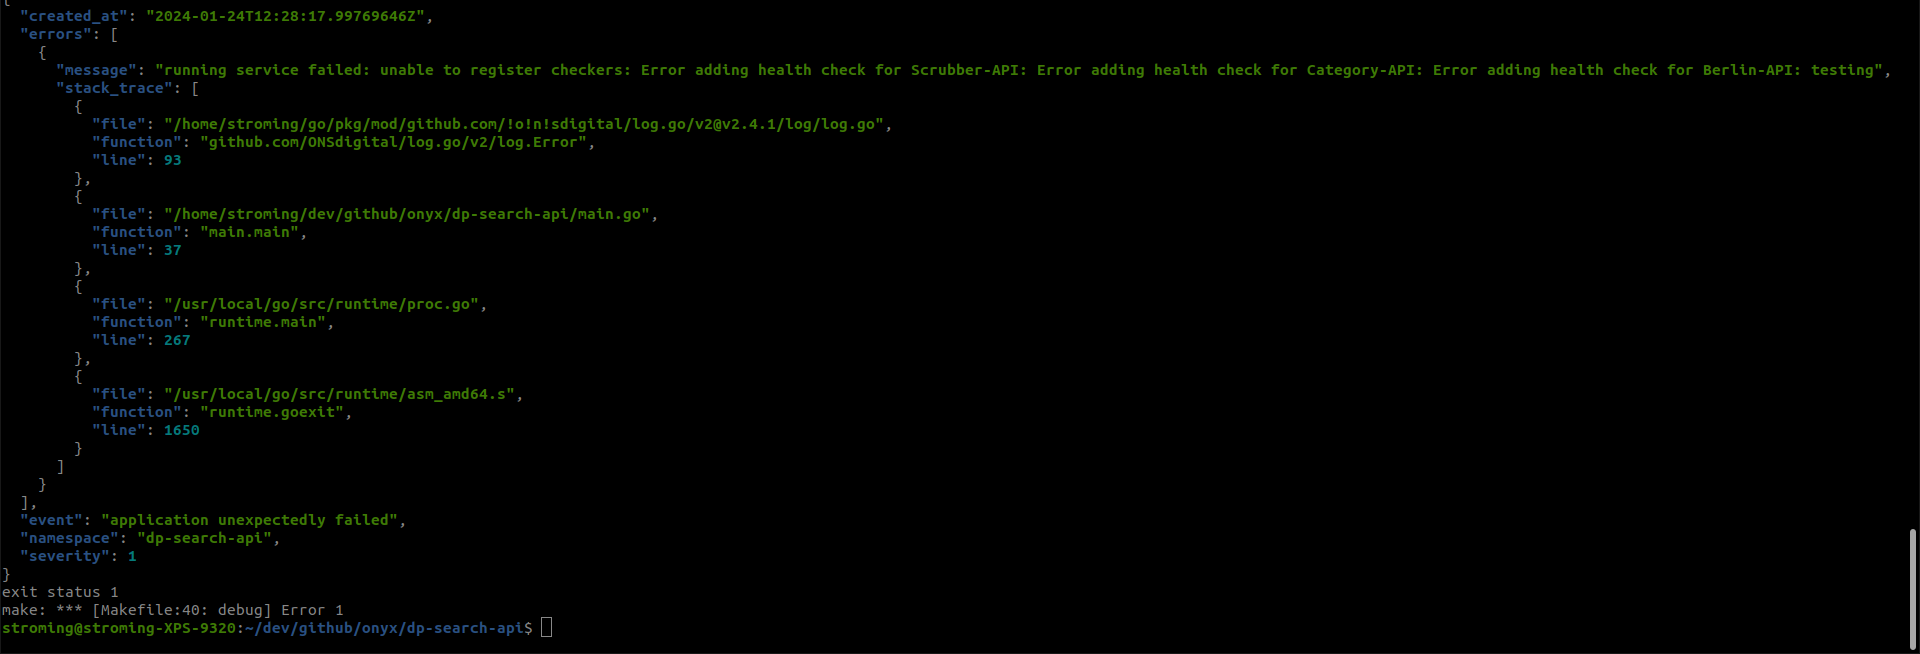 {
  "created_at": "2024-01-24T12:28:17.99769646Z",
  "errors": [
    {
      "message": "running service failed: unable to register checkers: Error adding health check for Scrubber-API: Error adding health check for Category-API: Error adding health check for Berlin-API: testing",
      "stack_trace": [
        {
          "file": "/home/stroming/go/pkg/mod/github.com/!o!n!sdigital/log.go/v2@v2.4.1/log/log.go",
          "function": "github.com/ONSdigital/log.go/v2/log.Error",
          "line": 93
        },
        {
          "file": "/home/stroming/dev/github/onyx/dp-search-api/main.go",
          "function": "main.main",
          "line": 37
        },
        {
          "file": "/usr/local/go/src/runtime/proc.go",
          "function": "runtime.main",
          "line": 267
        },
        {
          "file": "/usr/local/go/src/runtime/asm_amd64.s",
          "function": "runtime.goexit",
          "line": 1650
        }
      ]
    }
  ],
  "event": "application unexpectedly failed",
  "namespace": "dp-search-api",
  "severity": 1
}
exit status 1
make: *** [Makefile:40: debug] Error 1
stroming@stroming-XPS-9320:~/dev/github/onyx/dp-search-api$